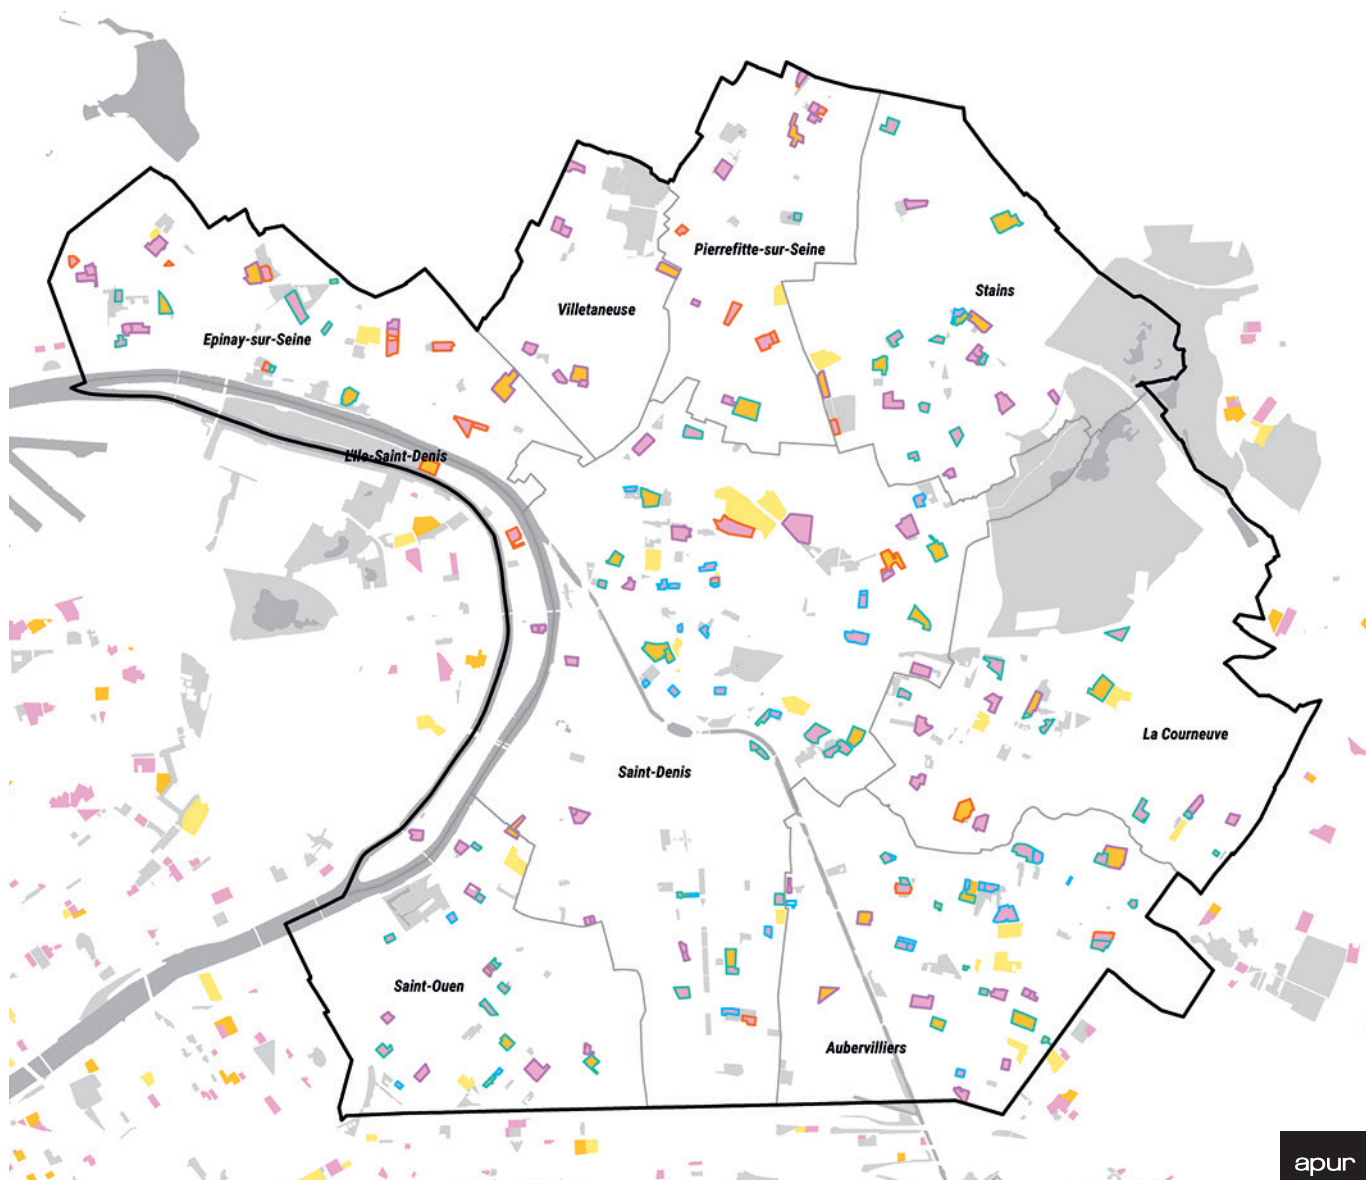 Pierrefitte-sur-Seine
Stains
Villetaneuse
Epinay-sur-Seine
L'Ile-Saint-Denis
La Courneuve
Saint-Denis
Saint-Ouen
Aubervilliers
apur